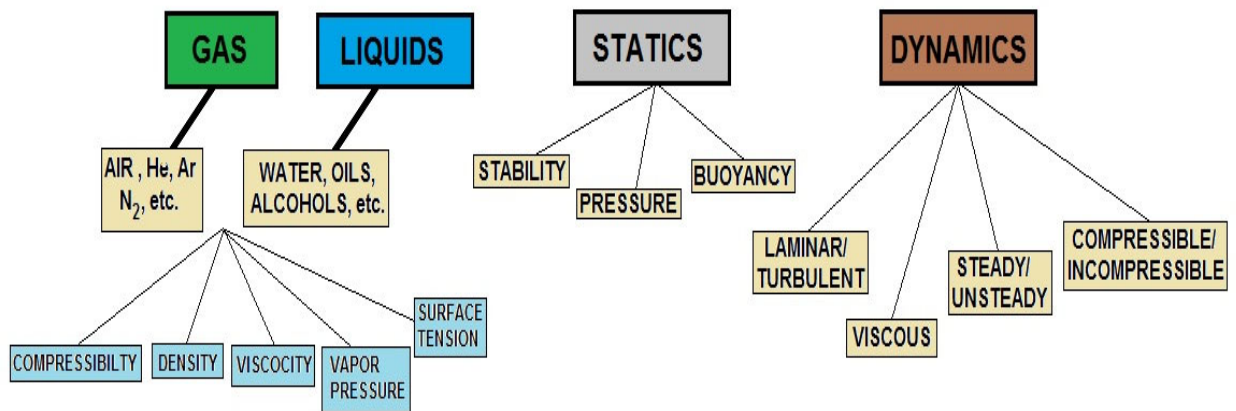 GAS
LIQUIDS
STATICS
DYNAMICS
AIR , He, Ar
N₂, etc.
WATER, OILS,
ALCOHOLS, etc.
STABILITY
PRESSURE
BUOYANCY
LAMINAR/
TURBULENT
VISCOUS
STEADY/
UNSTEADY
COMPRESSIBLE/
INCOMPRESSIBLE
COMPRESSIBILTY
DENSITY
VISCOCITY
VAPOR
PRESSURE
SURFACE
TENSION